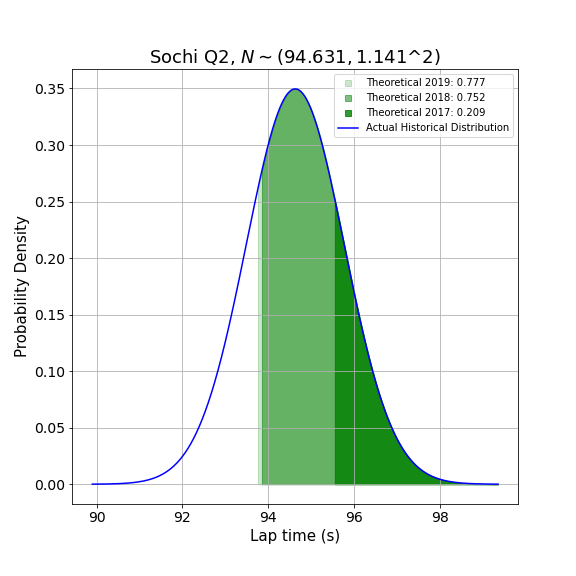 Sochi Q2, N ~ (94.631, 1.141^2)
Theoretical 2019: 0.777
Theoretical 2018: 0.752
Theoretical 2017: 0.209
Actual Historical Distribution
Probability Density
0.35
0.30
0.25
0.20
0.15
0.10
0.05
0.00
90 92 94 96 98
Lap time (s)